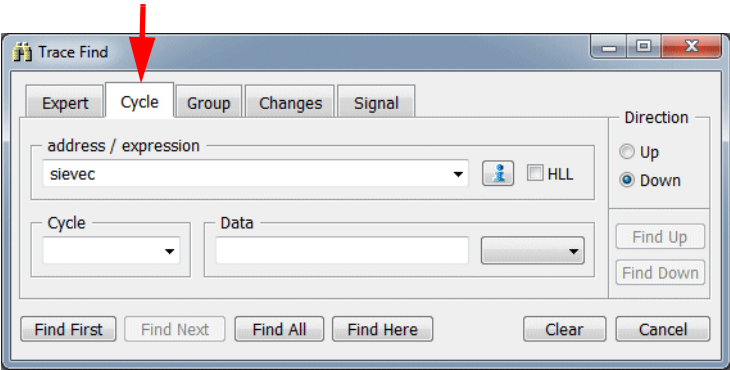 Trace Find
Expert Cycle Group Changes Signal
Direction
address / expression
Up
sievec HLL
Down
Cycle Data
Find Up
Find Down
Find First Find Next Find All Find Here Clear Cancel